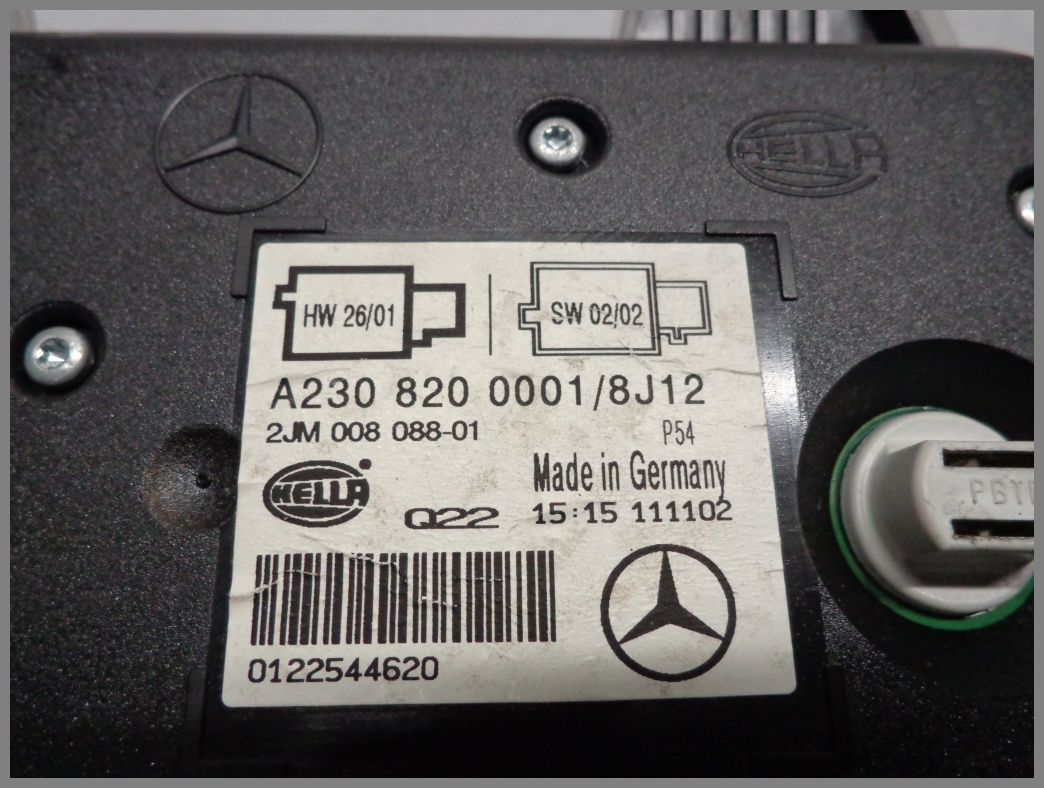 HELLA
HW 26/01
SW 02/02
A230 820 0001/8J12
2JM 008 088-01
P54
Made in Germany
HELLA
Q22
15:15 111102
0122544620